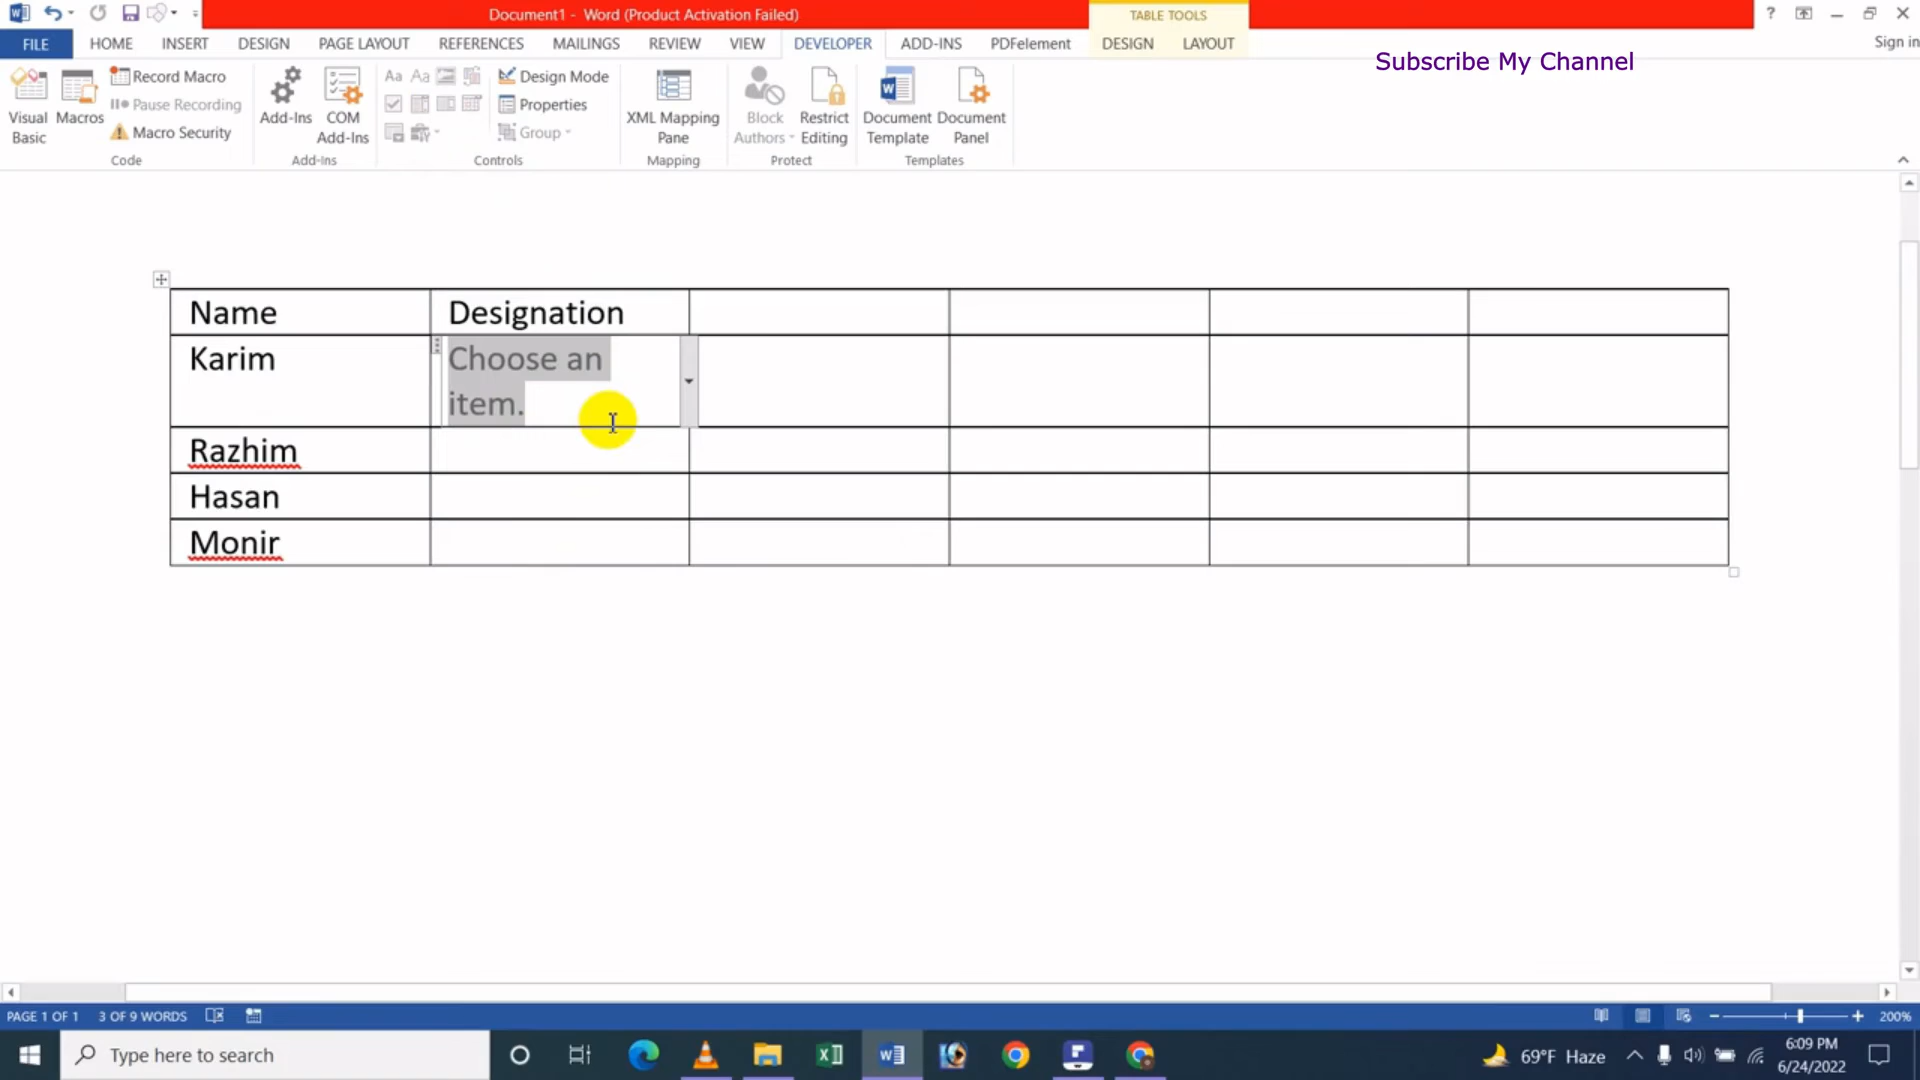 Document1 - Word (Product Activation Failed)
TABLE TOOLS
FILE HOME INSERT DESIGN PAGE LAYOUT REFERENCES MAILINGS REVIEW VIEW DEVELOPER ADD-INS PDFelement DESIGN LAYOUT
Sign in
Subscribe My Channel
Visual Basic
Macros
Record Macro
Pause Recording
Macro Security
Code
Add-Ins
COM Add-Ins
Add-Ins
Aa Aa
Design Mode
Properties
Group
Controls
XML Mapping Pane
Mapping
Block Authors
Restrict Editing
Protect
Document Template
Document Panel
Templates
Name Designation
Karim Choose an
item.
Razhim
Hasan
Monir
PAGE 1 OF 1 3 OF 9 WORDS 200%
Type here to search
69°F Haze
6:09 PM
6/24/2022